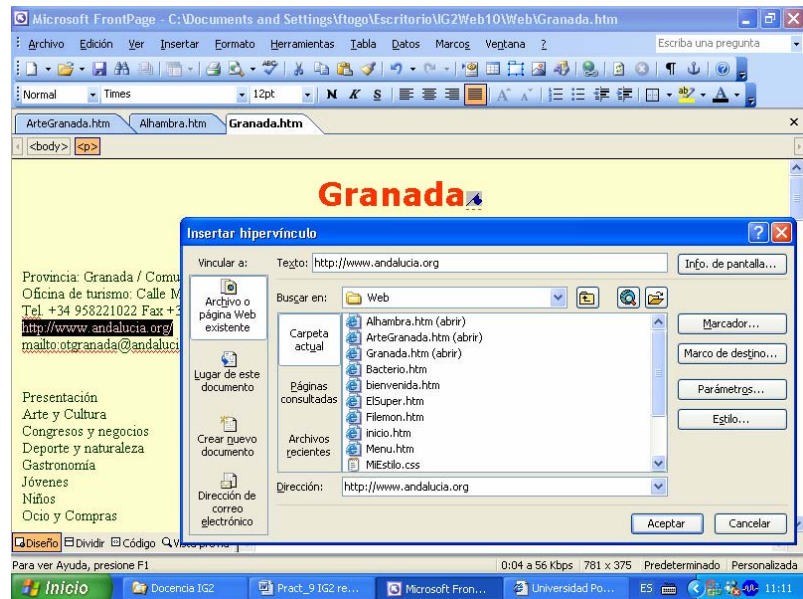 Microsoft FrontPage - C:\Documents and Settings\ftogo\Escritorio\IG2Web10\Web\Granada.htm
Archivo Edición Ver Insertar Formato Herramientas Tabla Datos Marcos Ventana ? Escriba una pregunta
Normal Times 12pt N K S
ArteGranada.htm Alhambra.htm Granada.htm
<body> <p>
Granada
Insertar hipervínculo
Vincular a: Texto: http://www.andalucia.org Info. de pantalla...
Archivo o página Web existente
Lugar de este documento
Crear nuevo documento
Dirección de correo electrónico
Buscar en: Web
Carpeta actual
Páginas consultadas
Archivos recientes
Alhambra.htm (abrir)
ArteGranada.htm (abrir)
Granada.htm (abrir)
Bacterio.htm
bienvenida.htm
ElSuper.htm
Filemon.htm
inicio.htm
Menu.htm
MiEstilo.css
Marcador...
Marco de destino...
Parámetros...
Estilo...
Dirección: http://www.andalucia.org
Aceptar Cancelar
Provincia: Granada / Comu
Oficina de turismo: Calle M
Tel. +34 958221022 Fax +3
http://www.andalucia.org/
mailto:otgranada@andaluci
Presentación
Arte y Cultura
Congresos y negocios
Deporte y naturaleza
Gastronomía
Jóvenes
Niños
Ocio y Compras
Diseño Dividir Código
Para ver Ayuda, presione F1 0:04 a 56 Kbps 781 x 375 Predeterminado Personalizada
Inicio Docencia IG2 Pract_9 IG2 re... Microsoft Fron... Universidad Po... ES 11:11